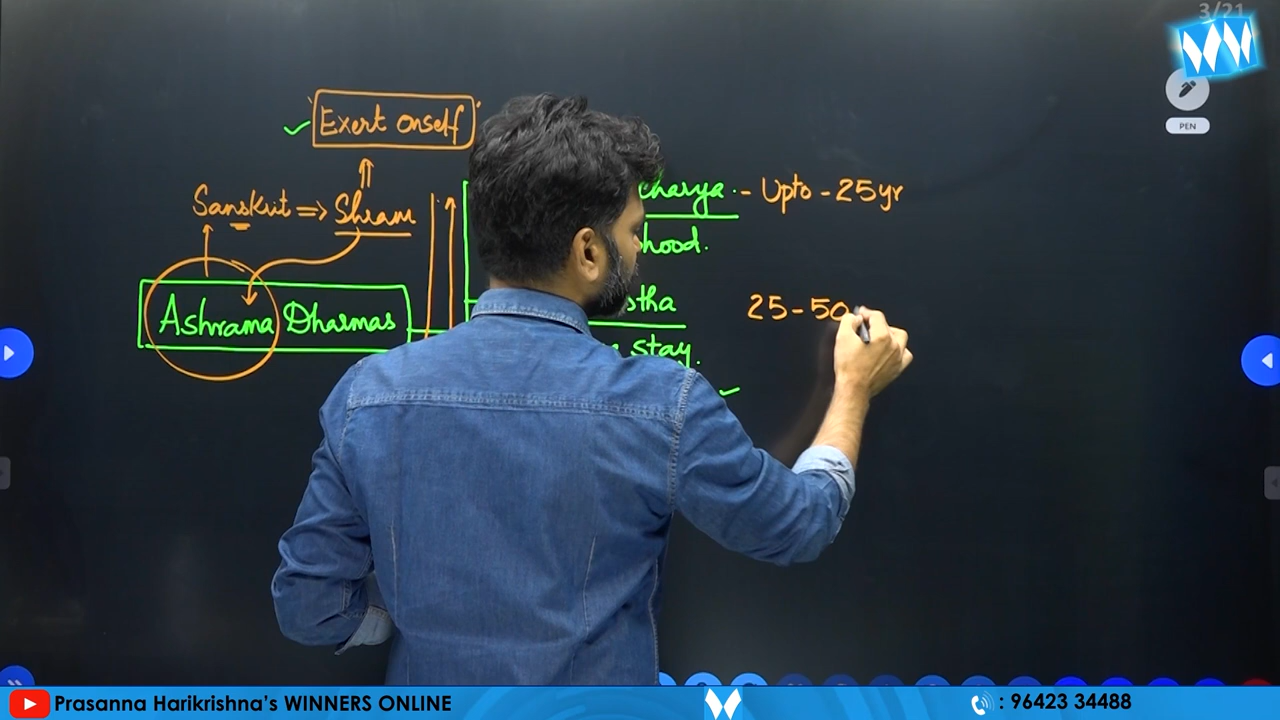 3/21
W
PEN
Exert Onself
Sanskrit => Shram
charya. - Upto - 25yr
hood.
stha 25-50
Ashrama Dharmas
stay.
Prasanna Harikrishna's WINNERS ONLINE
: 96423 34488